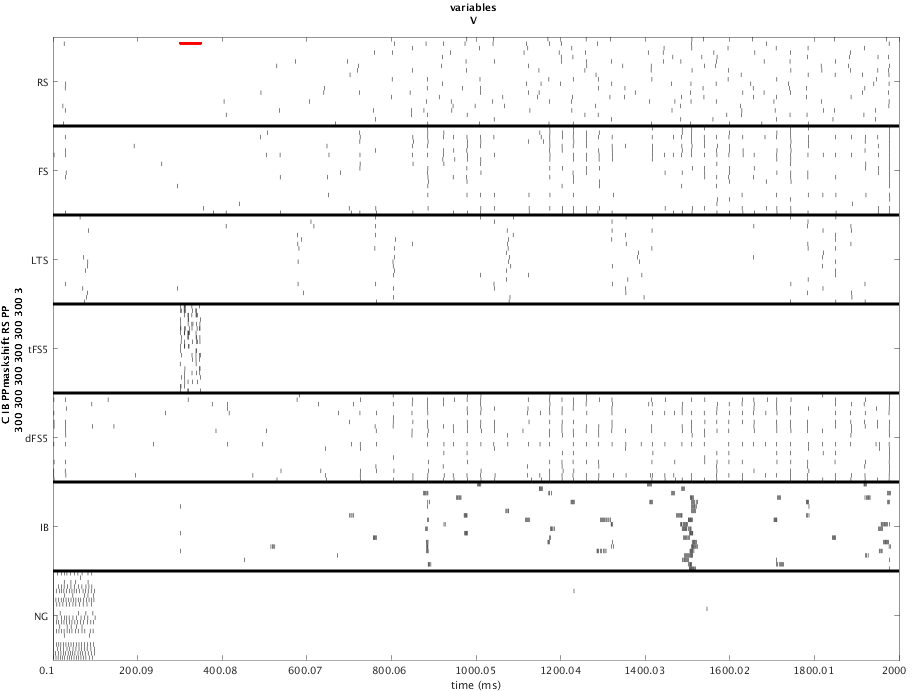 variables
V
RS
FS
LTS
tFS5
dFS5
IB
NG
C IB PPmaskshift RS PP
300 300 300 300 300 300 3
0.1 200.09 400.08 600.07 800.06 1000.05 1200.04 1400.03 1600.02 1800.01 2000
time (ms)